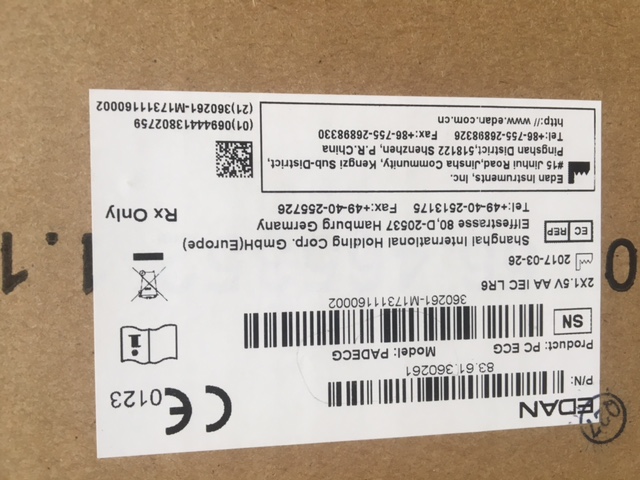 EDAN
P/N:
83.61.360261
Product: PC ECG Model: PADECG
SN
360261-M17311160002
2X1.5V AA IEC LR6
2017-03-26
EC REP
Shanghai International Holding Corp. GmbH(Europe)
Eiffestrasse 80, D-20537 Hamburg Germany
Tel:+49-40-2513175 Fax:+49-40-255726
Edan Instruments, Inc.
#15 Jinhui Road,Jinsha Community, Kengzi Sub-District,
Pingshan District,518122 Shenzhen, P.R.China
Tel:+86-755-26898326 Fax:+86-755-26898330
http://www.edan.com.cn
CE
0123
i
Rx Only
(01)06944413802759
(21)360261-M17311160002